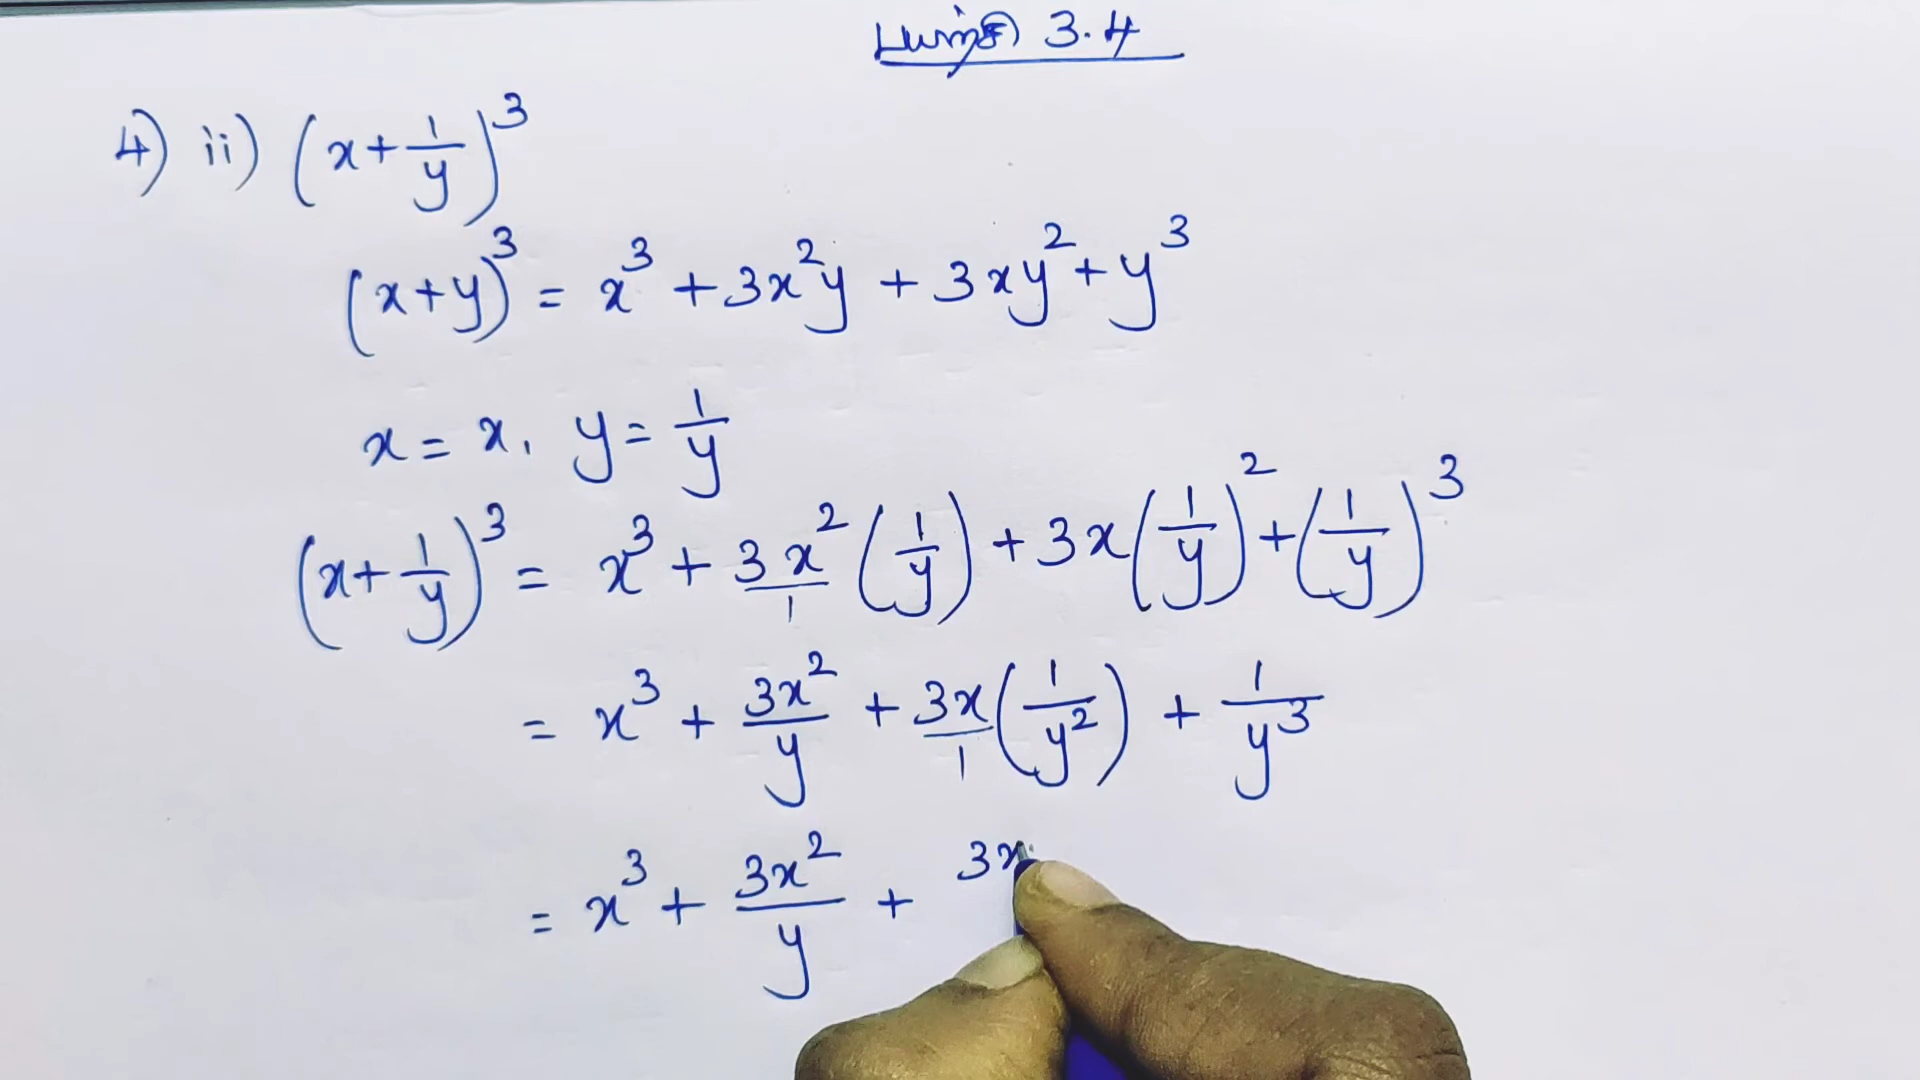 பயிற்சி 3.4
4) ii) (x + 1/y)³
(x+y)³ = x³ + 3x²y + 3xy² + y³
x = x, y = 1/y
(x + 1/y)³ = x³ + 3x²/1 (1/y) + 3x (1/y)² + (1/y)³
= x³ + 3x²/y + 3x/1 (1/y²) + 1/y³
= x³ + 3x²/y + 3x